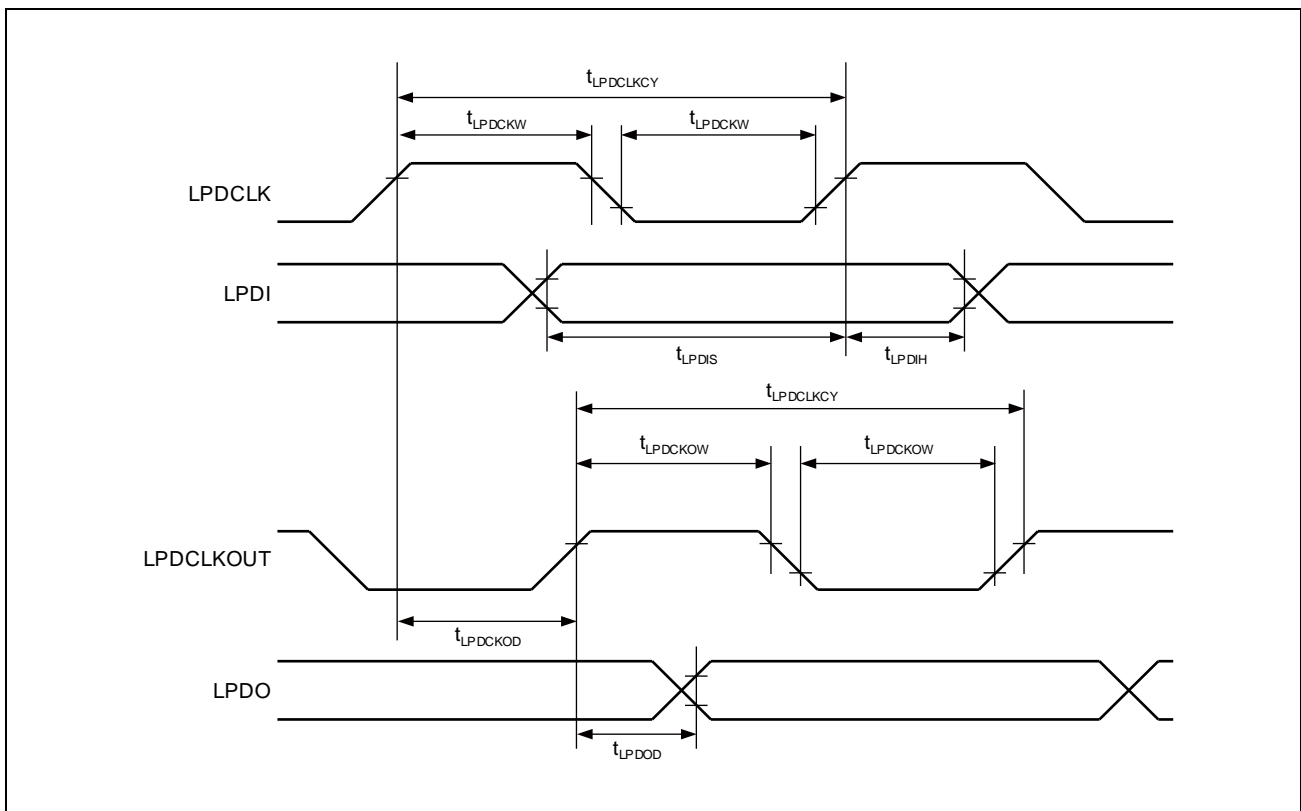 tLPDCLKCY
tLPDCKW tLPDCKW
LPDCLK
LPDI
tLPDIS tLPDIH
tLPDCLKCY
tLPDCKOW tLPDCKOW
LPDCLKOUT
tLPDCKOD
LPDO
tLPDOD